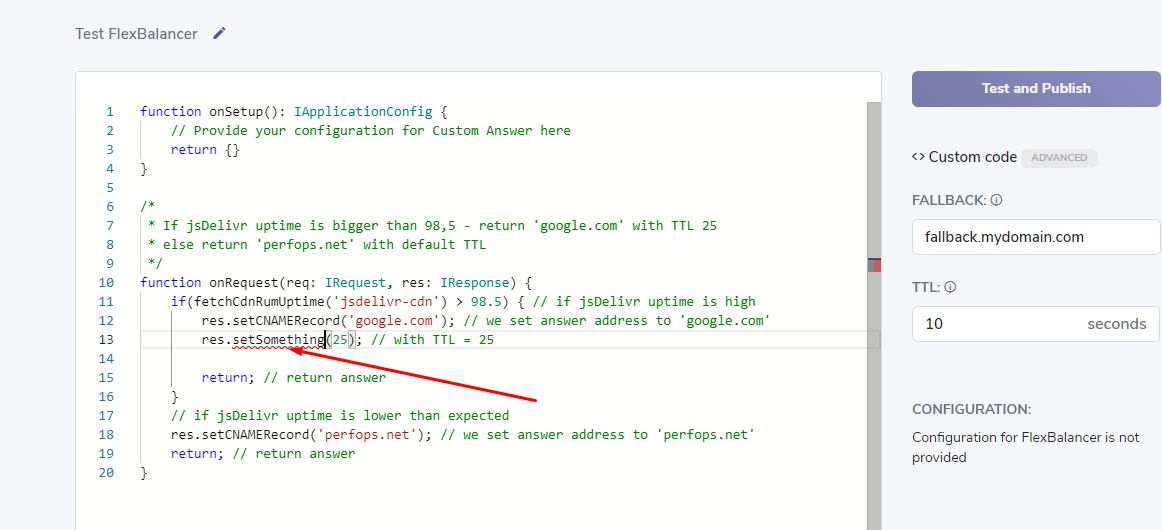 Test FlexBalancer
1 function onSetup(): IApplicationConfig {
2 // Provide your configuration for Custom Answer here
3 return {}
4 }
5
6 /*
7 * If jsDelivr uptime is bigger than 98,5 - return 'google.com' with TTL 25
8 * else return 'perfops.net' with default TTL
9 */
10 function onRequest(req: IRequest, res: IResponse) {
11 if(fetchCdnRumUptime('jsdelivr-cdn') > 98.5) { // if jsDelivr uptime is high
12 res.setCNAMERecord('google.com'); // we set answer address to 'google.com'
13 res.setSomething(25); // with TTL = 25
14
15 return; // return answer
16 }
17 // if jsDelivr uptime is lower than expected
18 res.setCNAMERecord('perfops.net'); // we set answer address to 'perfops.net'
19 return; // return answer
20 }
Test and Publish
<> Custom code ADVANCED
FALLBACK:
fallback.mydomain.com
TTL:
10 seconds
CONFIGURATION:
Configuration for FlexBalancer is not
provided